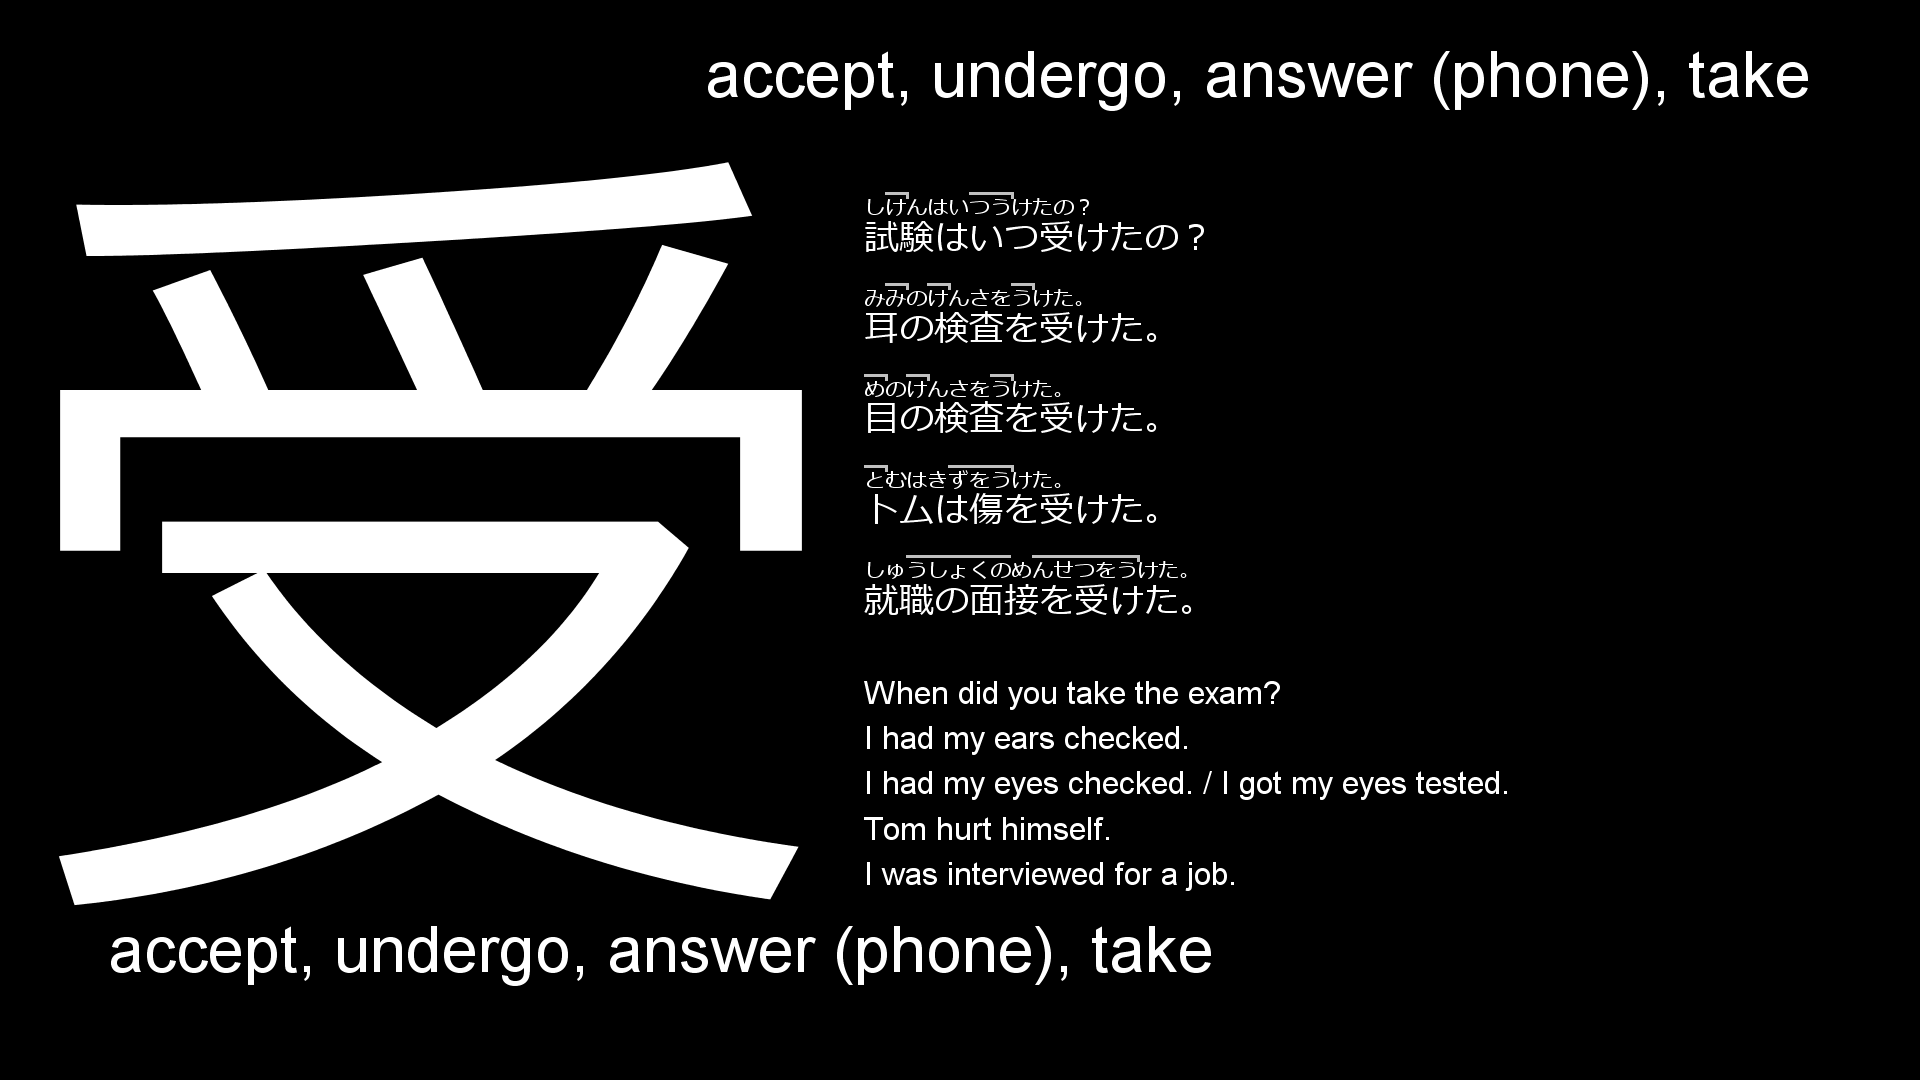 accept, undergo, answer (phone), take
受
しけんはいつうけたの？
試験はいつ受けたの？
みみのけんさをうけた。
耳の検査を受けた。
めのけんさをうけた。
目の検査を受けた。
とむはきずをうけた。
トムは傷を受けた。
しゅうしょくのめんせつをうけた。
就職の面接を受けた。
When did you take the exam?
I had my ears checked.
I had my eyes checked. / I got my eyes tested.
Tom hurt himself.
I was interviewed for a job.
accept, undergo, answer (phone), take